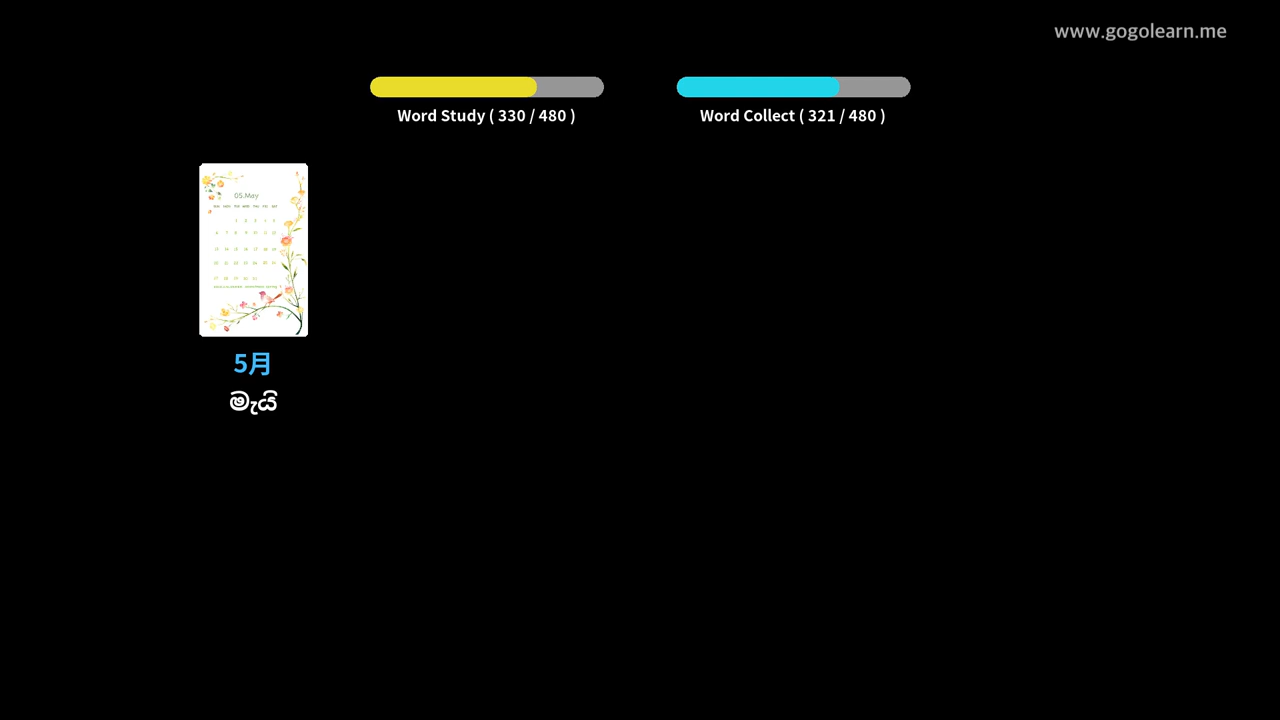 www.gogolearn.me
Word Study ( 330 / 480 )
Word Collect ( 321 / 480 )
05.May
5月
මැයි